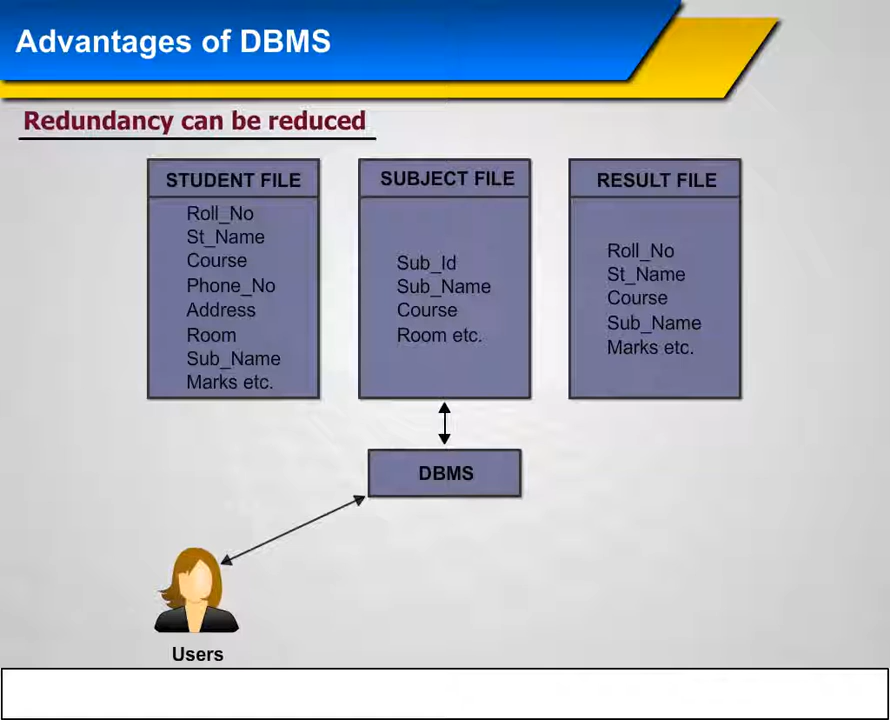 Advantages of DBMS
Redundancy can be reduced
STUDENT FILE
Roll_No
St_Name
Course
Phone_No
Address
Room
Sub_Name
Marks etc.
SUBJECT FILE
Sub_Id
Sub_Name
Course
Room etc.
RESULT FILE
Roll_No
St_Name
Course
Sub_Name
Marks etc.
DBMS
Users